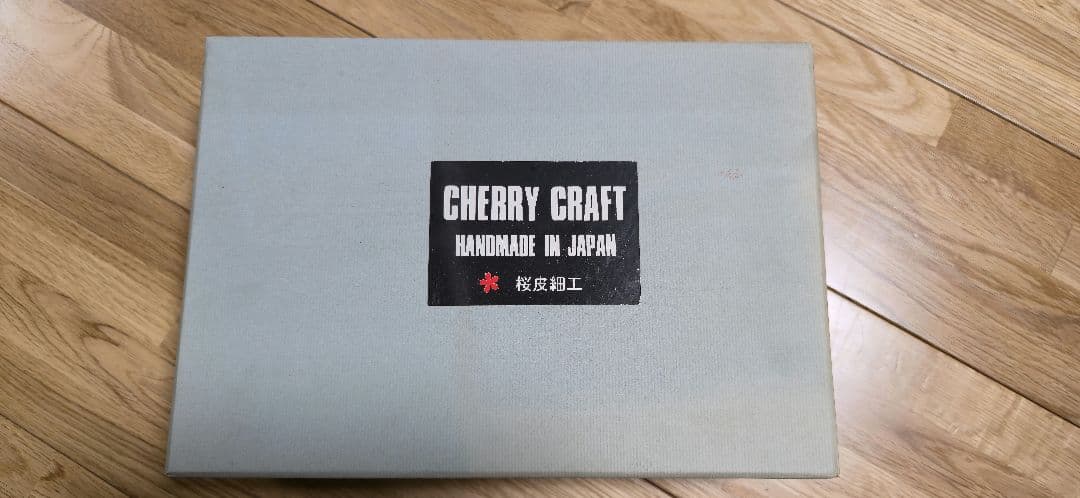 CHERRY CRAFT
HANDMADE IN JAPAN
桜皮細工